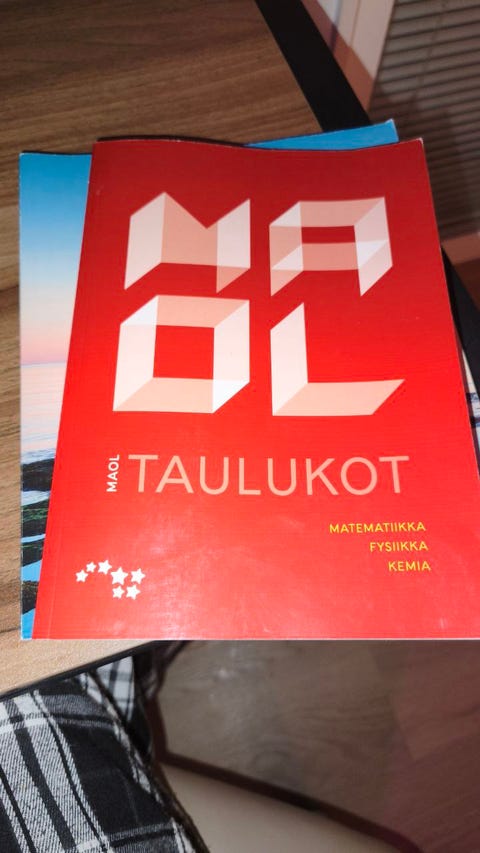 MA
OL
MAOL TAULUKOT
MATEMATIIKKA
FYSIIKKA
KEMIA